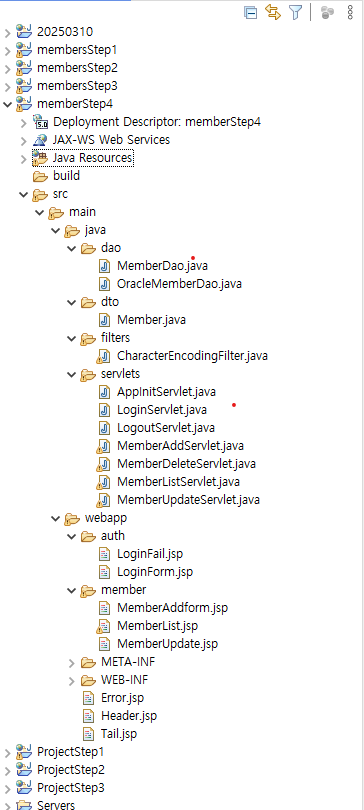 20250310
membersStep1
membersStep2
membersStep3
memberStep4
5.0 Deployment Descriptor: memberStep4
JAX-WS Web Services
Java Resources
build
src
main
java
dao
MemberDao.java
OracleMemberDao.java
dto
Member.java
filters
CharacterEncodingFilter.java
servlets
AppInitServlet.java
LoginServlet.java
LogoutServlet.java
MemberAddServlet.java
MemberDeleteServlet.java
MemberListServlet.java
MemberUpdateServlet.java
webapp
auth
LoginFail.jsp
LoginForm.jsp
member
MemberAddform.jsp
MemberList.jsp
MemberUpdate.jsp
META-INF
WEB-INF
Error.jsp
Header.jsp
Tail.jsp
ProjectStep1
ProjectStep2
ProjectStep3
Servers